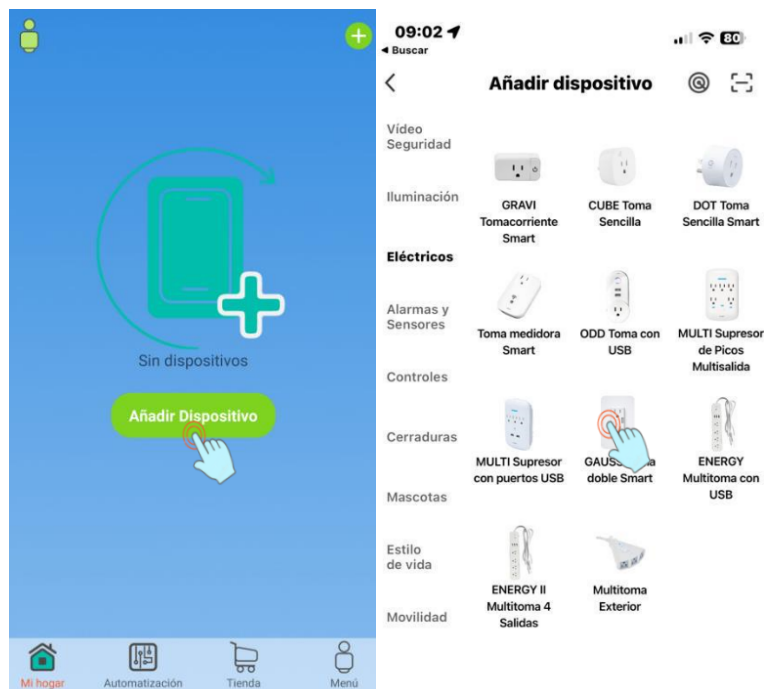 Sin dispositivos
Añadir Dispositivo
Mi hogar
Automatización
Tienda
Menú
09:02
◄ Buscar
80
Añadir dispositivo
Vídeo
Seguridad
Iluminación
Eléctricos
Alarmas y
Sensores
Controles
Cerraduras
Mascotas
Estilo
de vida
Movilidad
GRAVI
Tomacorriente
Smart
CUBE Toma
Sencilla
DOT Toma
Sencilla Smart
Toma medidora
Smart
ODD Toma con
USB
MULTI Supresor
de Picos
Multisalida
MULTI Supresor
con puertos USB
doble Smart
ENERGY
Multitoma con
USB
ENERGY II
Multitoma 4
Salidas
Multitoma
Exterior